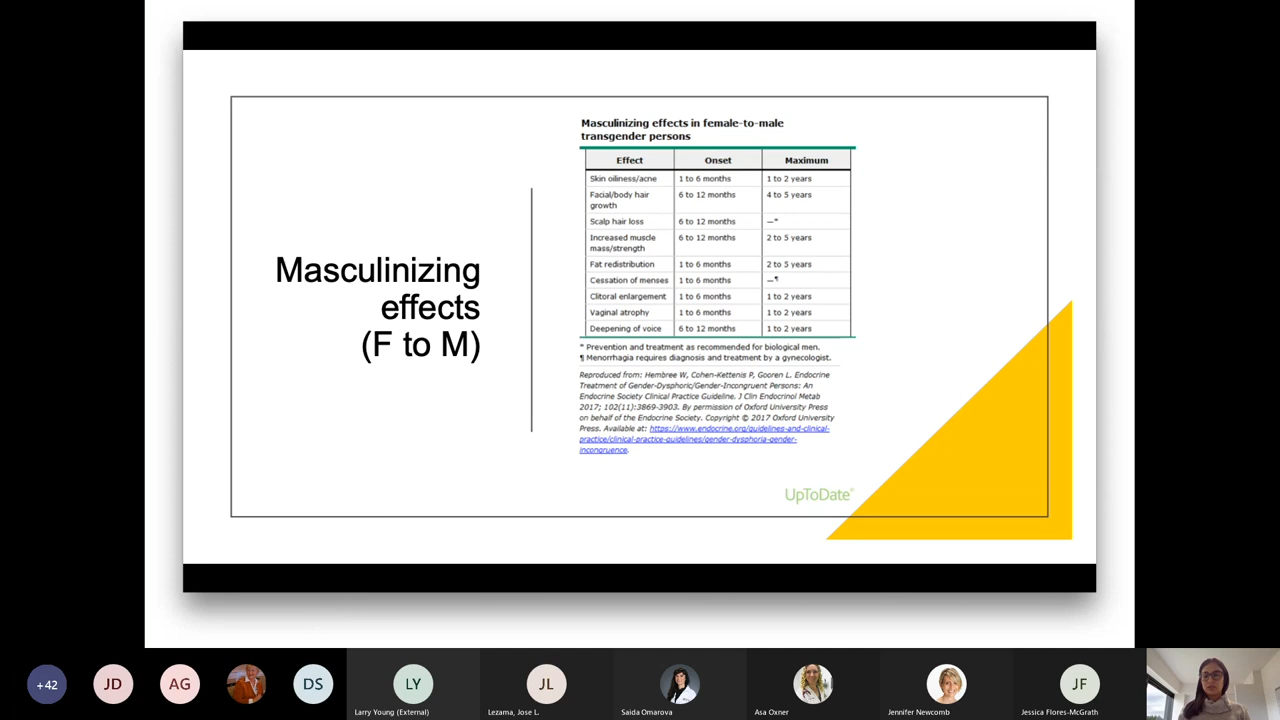 Masculinizing
effects
(F to M)
Masculinizing effects in female-to-male
transgender persons
Effect Onset Maximum
Skin oiliness/acne 1 to 6 months 1 to 2 years
Facial/body hair
growth 6 to 12 months 4 to 5 years
Scalp hair loss 6 to 12 months —*
Increased muscle
mass/strength 6 to 12 months 2 to 5 years
Fat redistribution 1 to 6 months 2 to 5 years
Cessation of menses 1 to 6 months —¶
Clitoral enlargement 1 to 6 months 1 to 2 years
Vaginal atrophy 1 to 6 months 1 to 2 years
Deepening of voice 6 to 12 months 1 to 2 years
* Prevention and treatment as recommended for biological men.
¶ Menorrhagia requires diagnosis and treatment by a gynecologist.
Reproduced from: Hembree W, Cohen-Kettenis P, Gooren L. Endocrine
Treatment of Gender-Dysphoric/Gender-Incongruent Persons: An
Endocrine Society Clinical Practice Guideline. J Clin Endocrinol Metab
2017; 102(11):3869-3903. By permission of Oxford University Press
on behalf of the Endocrine Society. Copyright © 2017 Oxford University
Press. Available at: https://www.endocrine.org/guidelines-and-clinical-
practice/clinical-practice-guidelines/gender-dysphoria-gender-
incongruence.
UpToDate®
+42 JD AG DS LY JL JF
Larry Young (External) Lezama, Jose L. Saida Omarova Asa Oxner Jennifer Newcomb Jessica Flores-McGrath